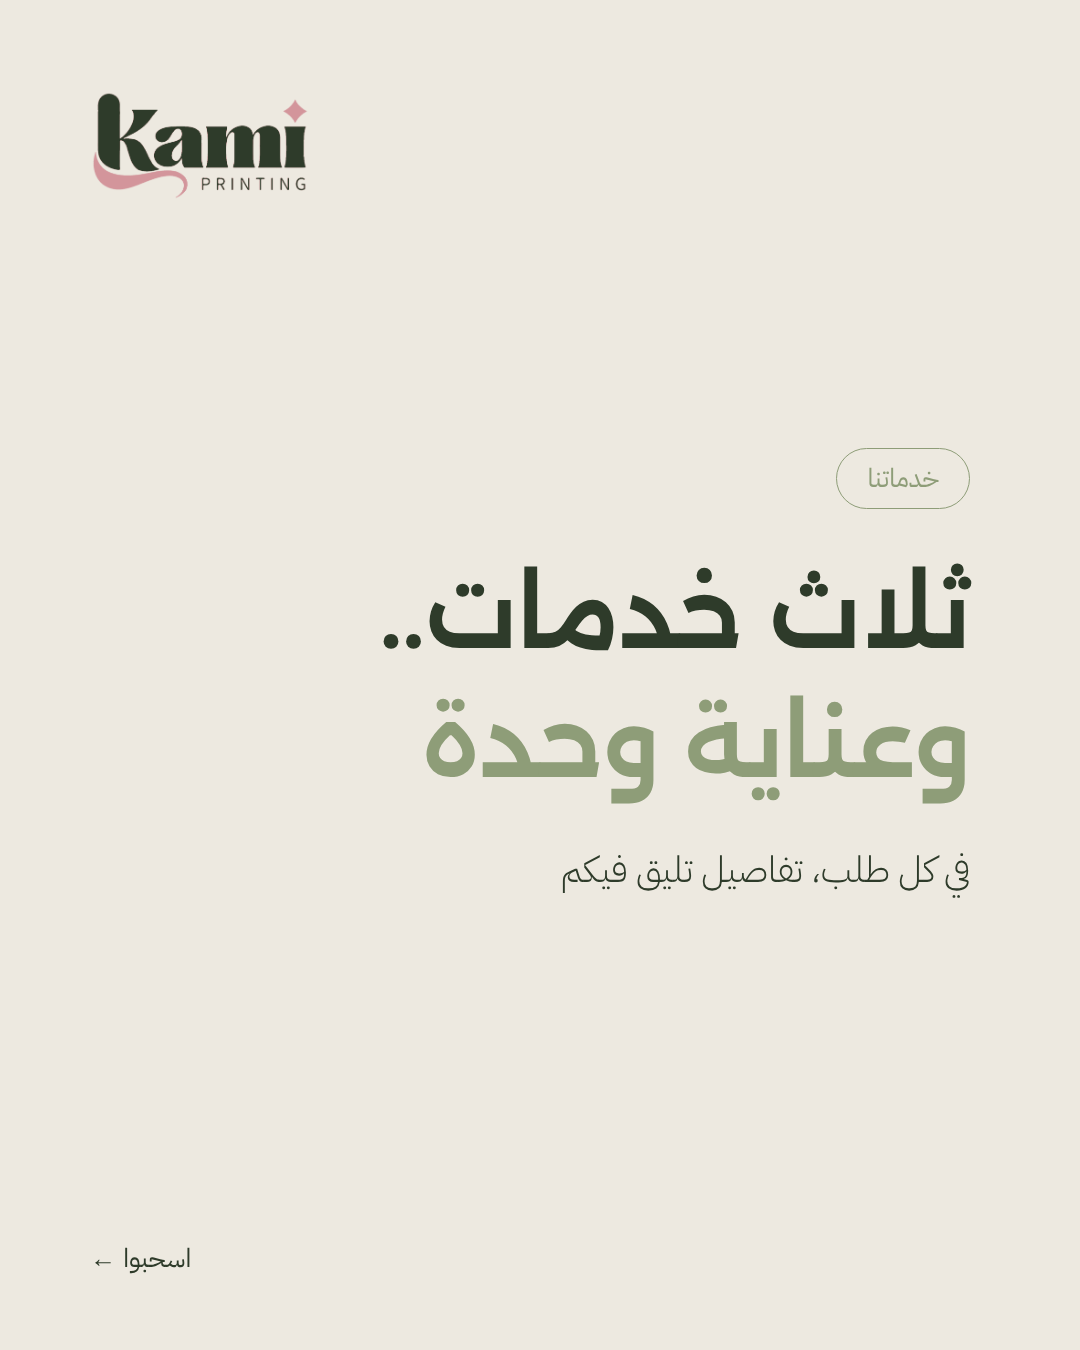 Kami
PRINTING
خدماتنا
ثلاث خدمات..
وعناية وحدة
في كل طلب، تفاصيل تليق فيكم
اسحبوا ←